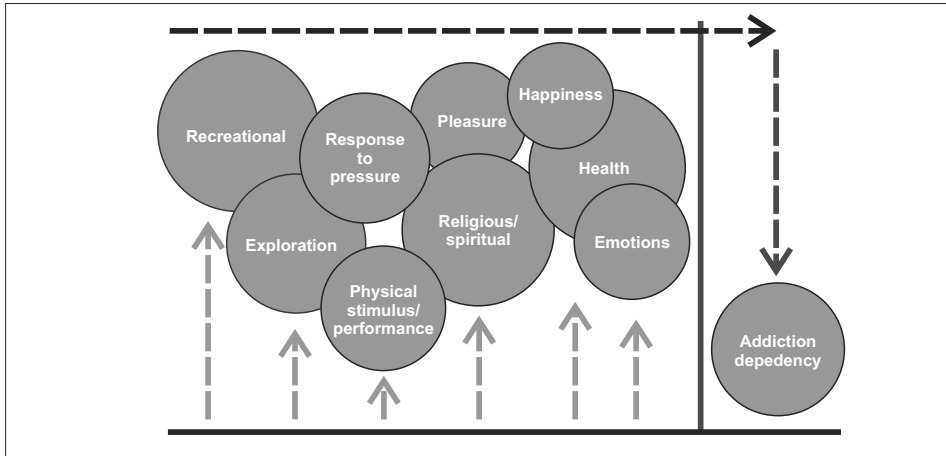 Recreational
Response
to
pressure
Pleasure
Happiness
Health
Exploration
Religious/
spiritual
Emotions
Physical
stimulus/
performance
Addiction
depedency